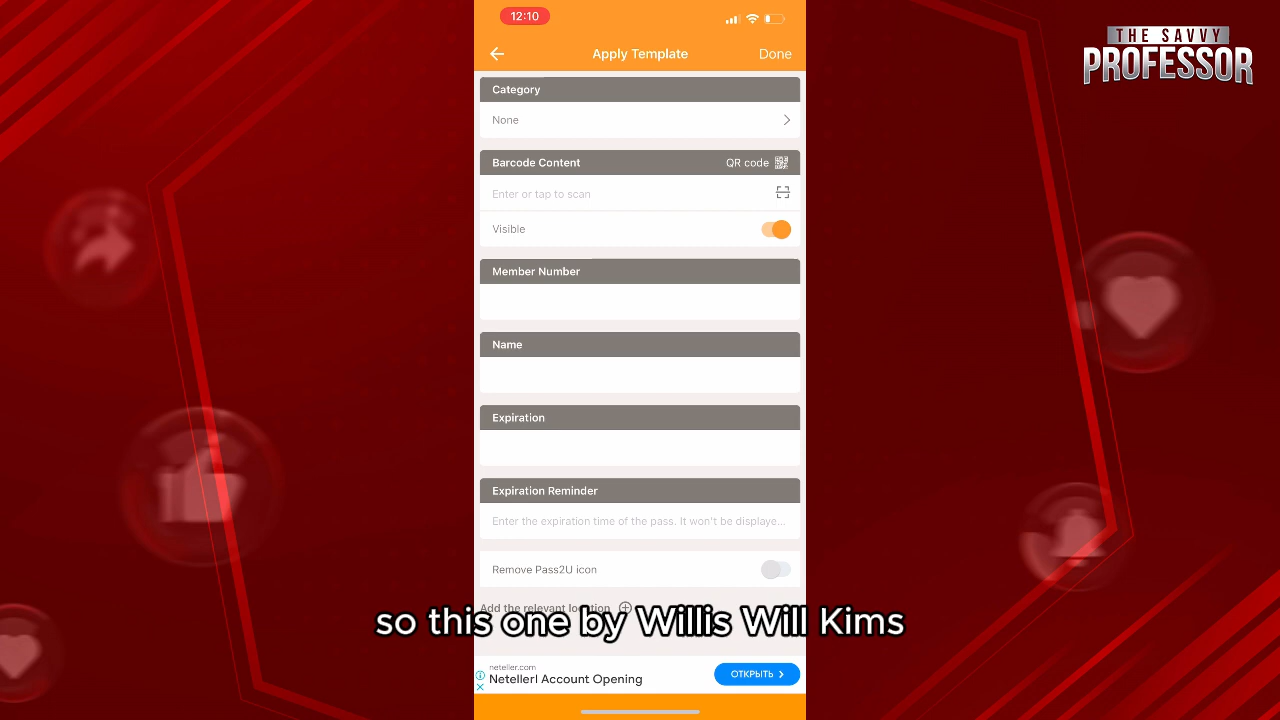 12:10
THE SAVVY
PROFESSOR
Apply Template
Done
Category
None
Barcode Content
QR code
Enter or tap to scan
Visible
Member Number
Name
Expiration
Expiration Reminder
Enter the expiration time of the pass. It won't be displaye...
Remove Pass2U icon
Add the relevant location
so this one by Willis Will Kims
neteller.com
Netellerl Account Opening
ОТКРЫТЬ